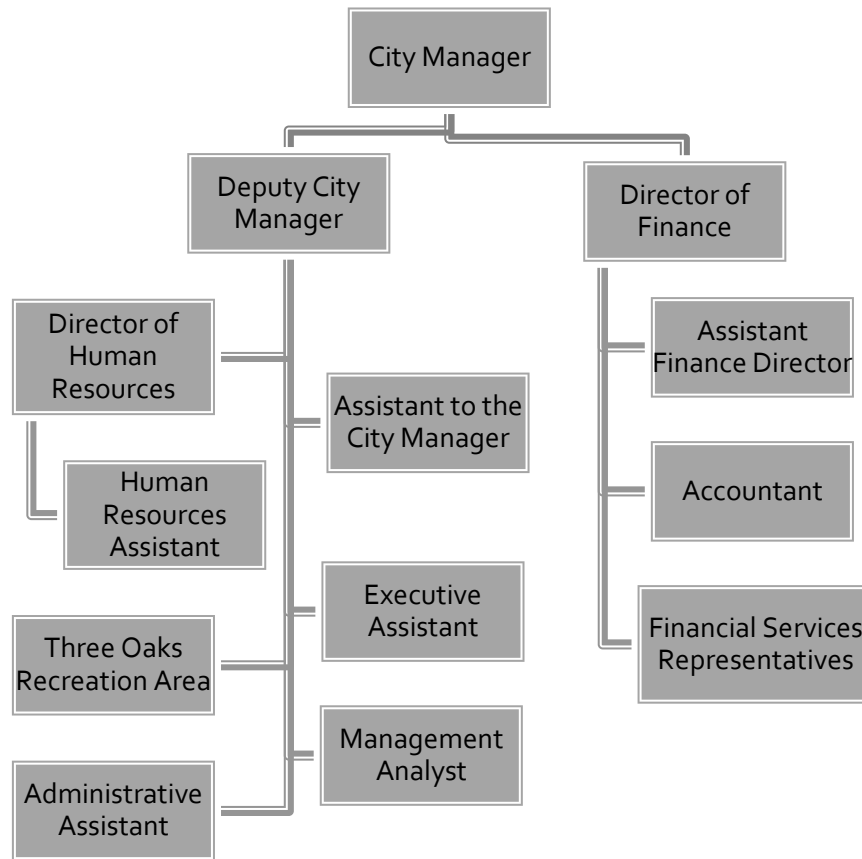 City Manager
Deputy City
Manager
Director of
Finance
Director of
Human
Resources
Assistant
Finance Director
Assistant to the
City Manager
Human
Resources
Assistant
Accountant
Executive
Assistant
Three Oaks
Recreation Area
Financial Services
Representatives
Management
Analyst
Administrative
Assistant